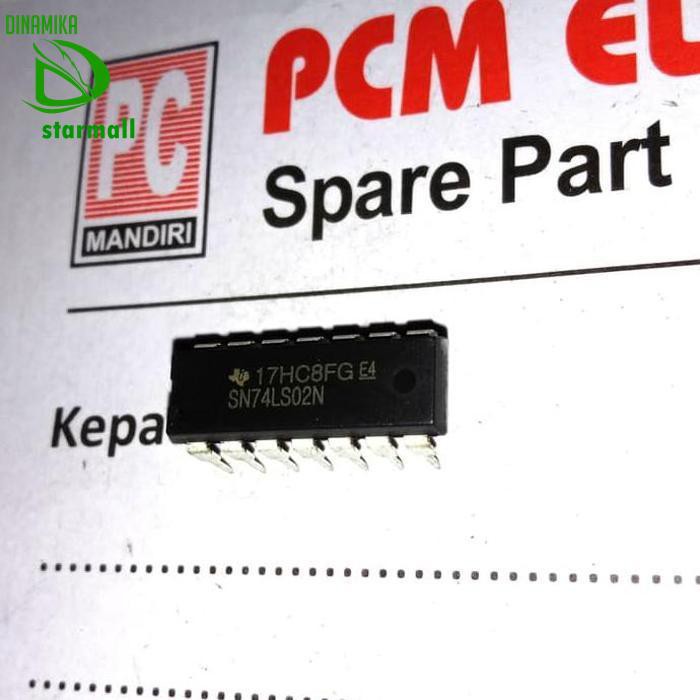 DINAMIKA
starmall
PC
MANDIRI
PCM EL
Spare Part
Kepa
17HC8FG E4
SN74LS02N